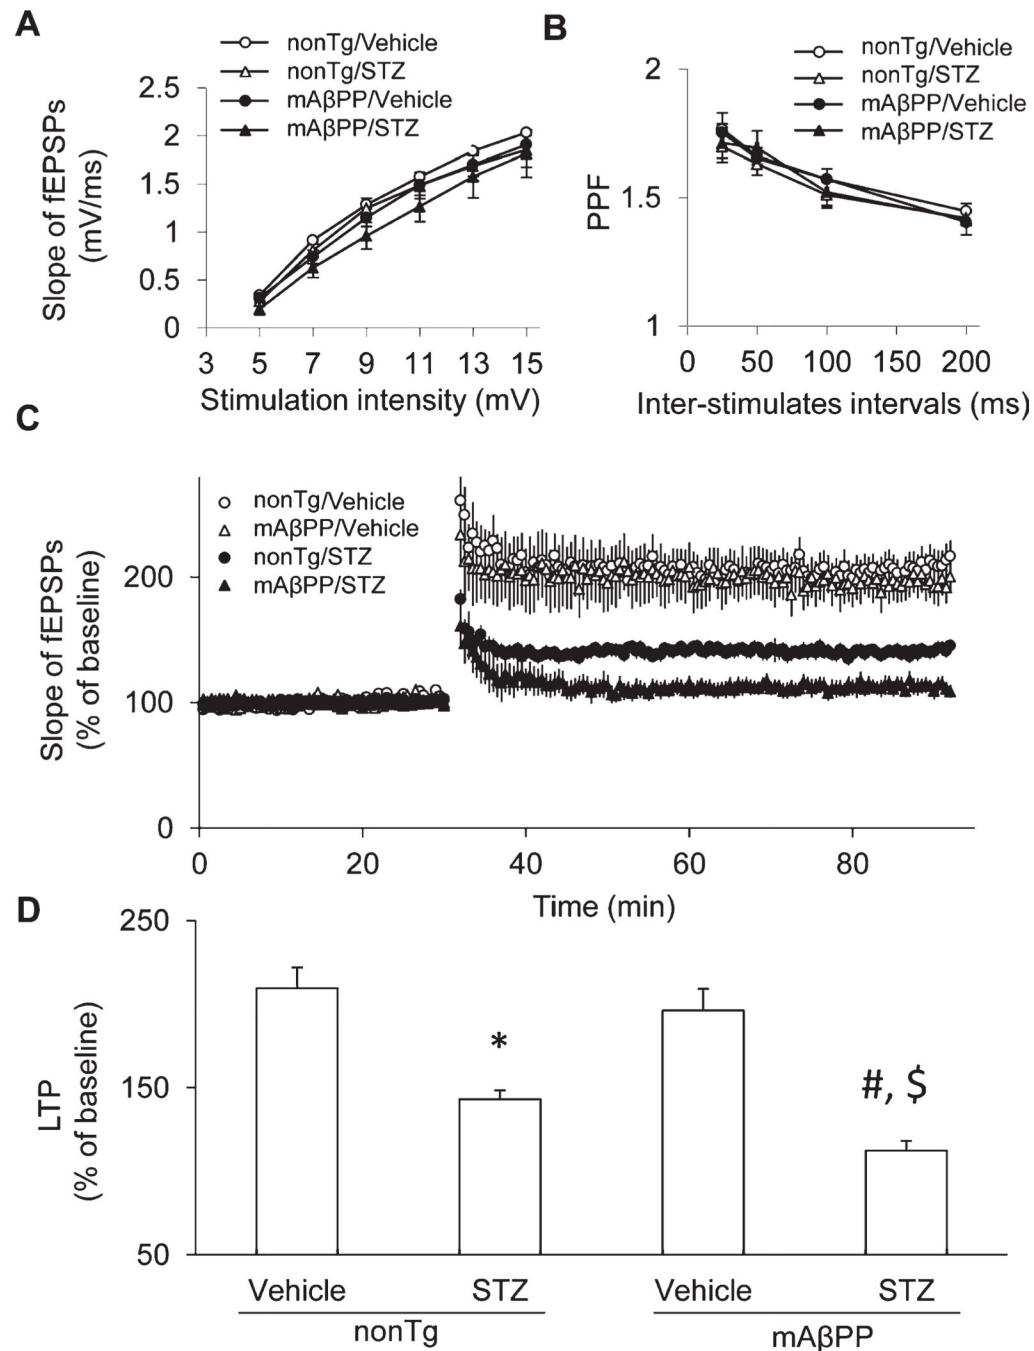 A
nonTg/Vehicle
nonTg/STZ
mAβPP/Vehicle
mAβPP/STZ
Slope of fEPSPs
(mV/ms)
2.5
2
1.5
1
0.5
0
3 5 7 9 11 13 15
Stimulation intensity (mV)
B
nonTg/Vehicle
nonTg/STZ
mAβPP/Vehicle
mAβPP/STZ
PPF
2
1.5
1
0 50 100 150 200
Inter-stimulates intervals (ms)
C
nonTg/Vehicle
mAβPP/Vehicle
nonTg/STZ
mAβPP/STZ
Slope of fEPSPs
(% of baseline)
200
100
0
0 20 40 60 80
Time (min)
D
LTP
(% of baseline)
250
150
50
*
#, $
Vehicle STZ Vehicle STZ
nonTg mAβPP